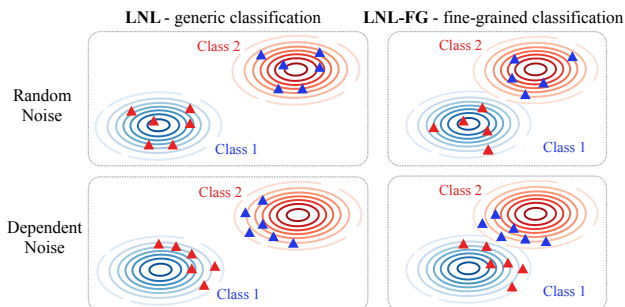 LNL - generic classification
LNL-FG - fine-grained classification
Random
Noise
Class 2
Class 1
Class 2
Class 1
Dependent
Noise
Class 2
Class 1
Class 2
Class 1